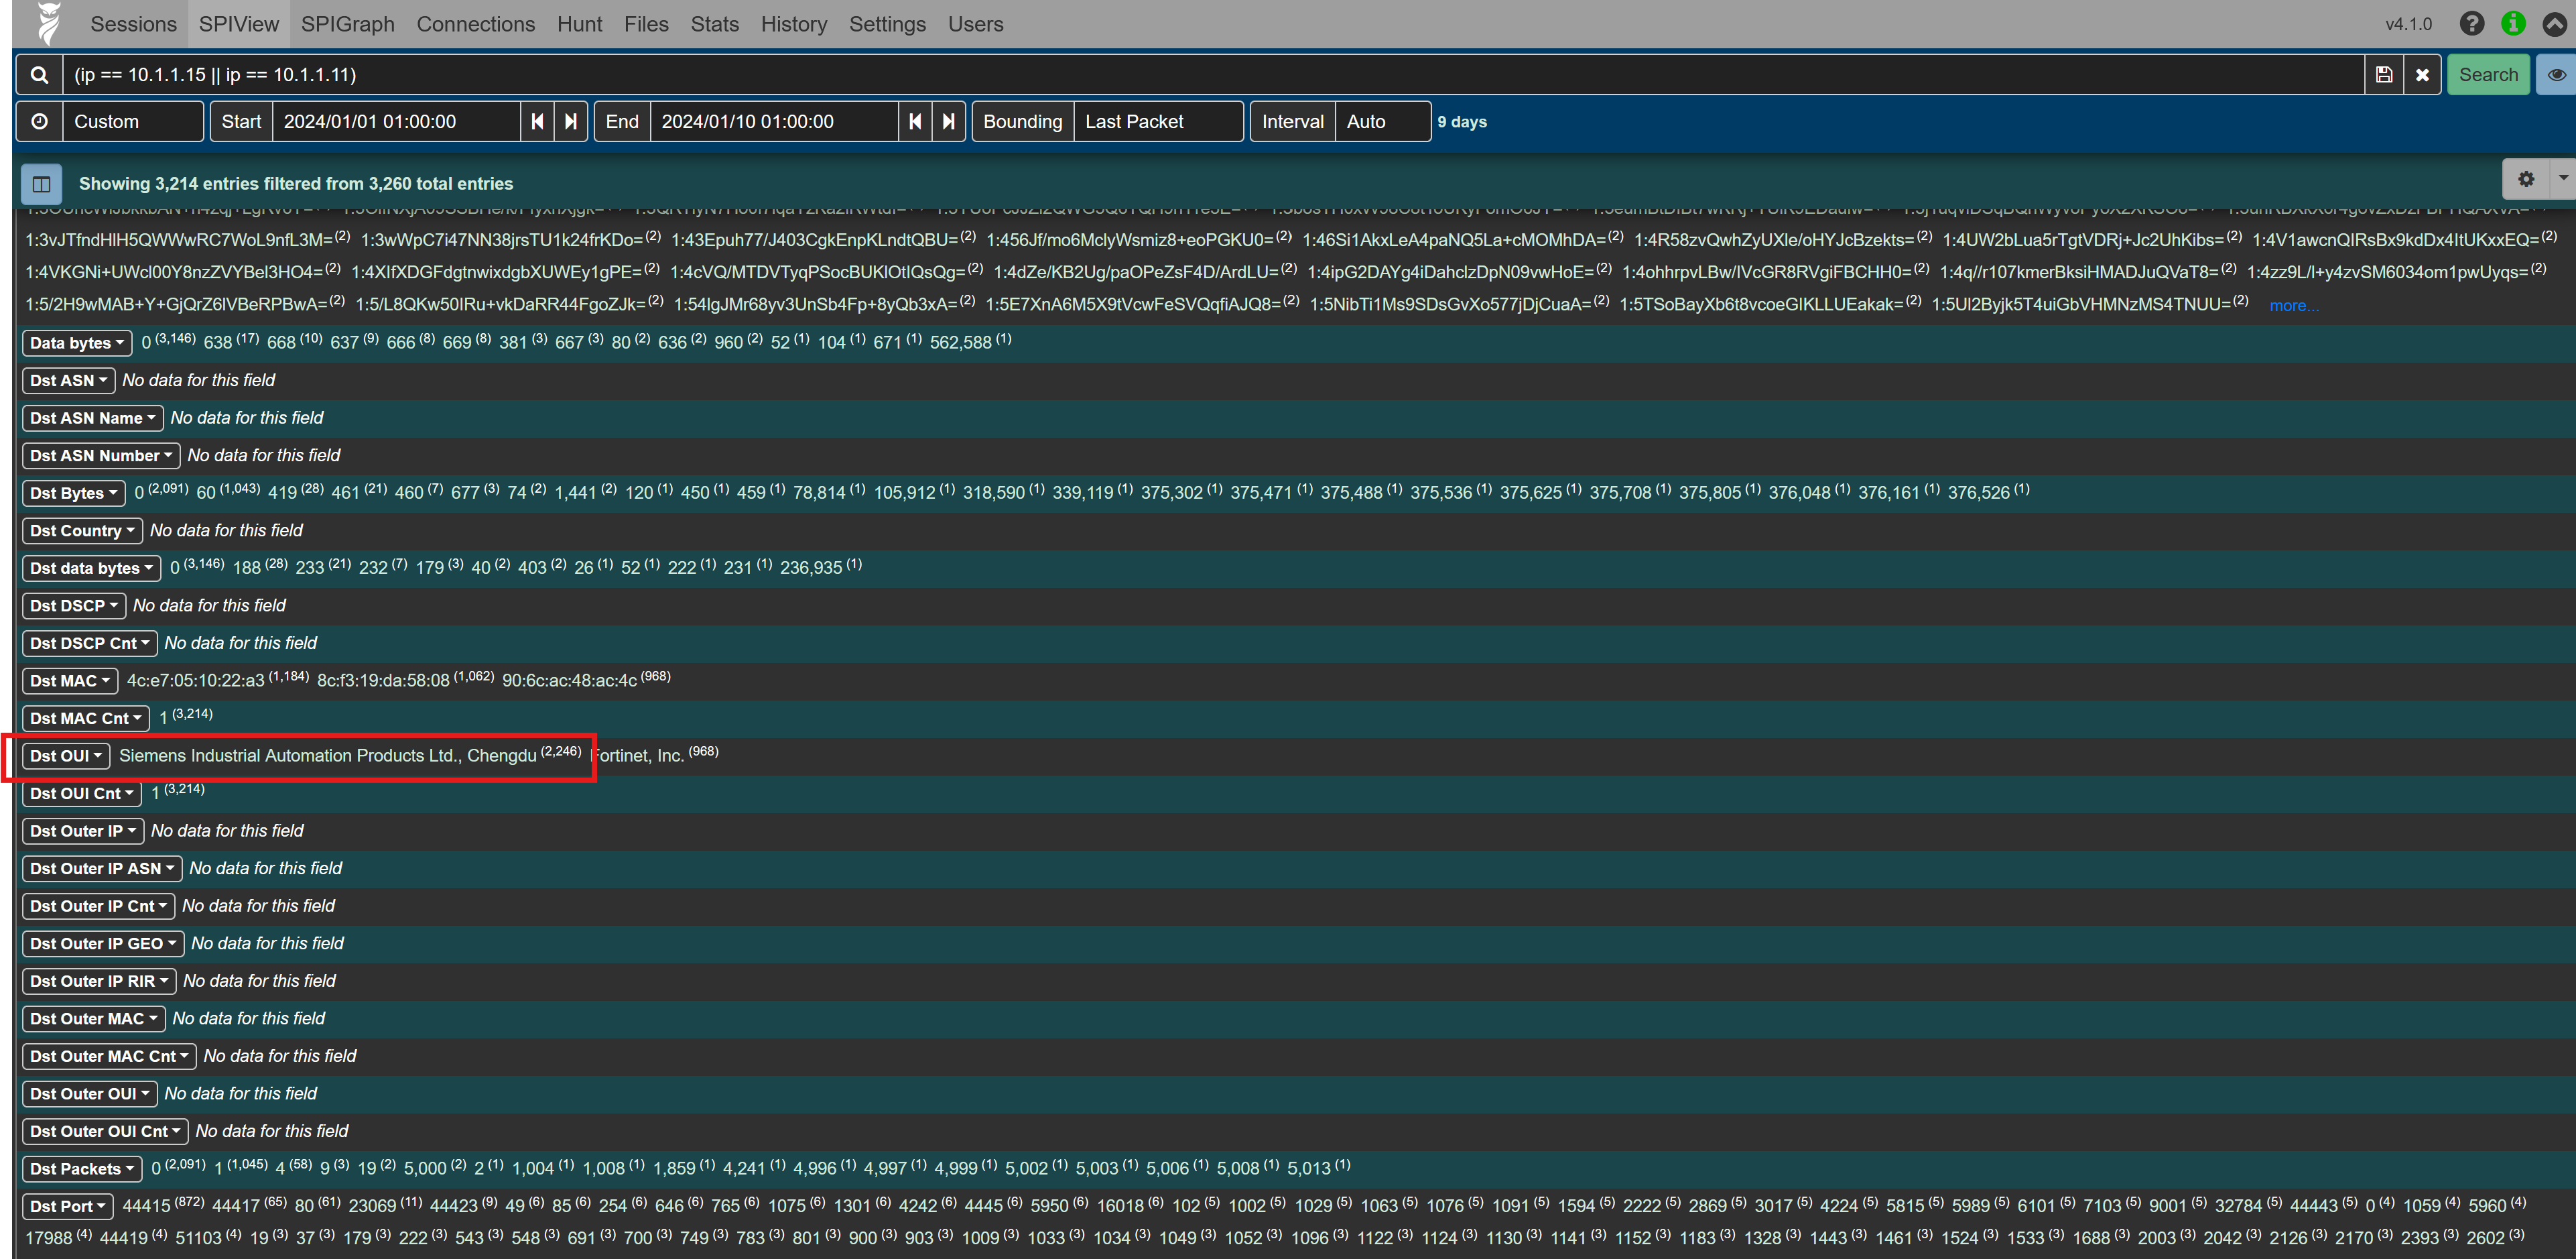 Sessions SPIView SPIGraph Connections Hunt Files Stats History Settings Users v4.1.0
(ip == 10.1.1.15 || ip == 10.1.1.11) Search
Custom Start 2024/01/01 01:00:00 End 2024/01/10 01:00:00 Bounding Last Packet Interval Auto 9 days
Showing 3,214 entries filtered from 3,260 total entries
1:3vJTfndHlH5QWWwRC7WoL9nfL3M= (2) 1:3wWpC7i47NN38jrsTU1k24frKDo= (2) 1:43Epuh77/J403CgkEnpKLndtQBU= (2) 1:456Jf/mo6MclyWsmiz8+eoPGKU0= (2) 1:46Si1AkxLeA4paNQ5La+cMOMhDA= (2) 1:4R58zvQwhZyUXle/oHYJcBzekts= (2) 1:4UW2bLua5rTgtVDRj+Jc2UhKibs= (2) 1:4V1awcnQIRsBx9kdDx4ItUKxxEQ= (2)
1:4VKGNi+UWcl00Y8nzZVYBel3HO4= (2) 1:4XIfXDGFdgtnwixdgbXUWEy1gPE= (2) 1:4cVQ/MTDVTyqPSocBUKlOtIQsQg= (2) 1:4dZe/KB2Ug/paOPeZsF4D/ArdLU= (2) 1:4ipG2DAYg4iDahclzDpN09vwHoE= (2) 1:4ohhrpvLBw/IVcGR8RVgiFBCHH0= (2) 1:4q//r107kmerBksiHMADJuQVaT8= (2) 1:4zz9L/I+y4zvSM6034om1pwUyqs= (2)
1:5/2H9wMAB+Y+GjQrZ6lVBeRPBwA= (2) 1:5/L8QKw50IRu+vkDaRR44FgoZJk= (2) 1:54lgJMr68yv3UnSb4Fp+8yQb3xA= (2) 1:5E7XnA6M5X9tVcwFeSVQqfiAJQ8= (2) 1:5NibTi1Ms9SDsGvXo577jDjCuaA= (2) 1:5TSoBayXb6t8vcoeGIKLLUEakak= (2) 1:5Ul2Byjk5T4uiGbVHMNzMS4TNUU= (2) more...
Data bytes 0 (3,146) 638 (17) 668 (10) 637 (9) 666 (8) 669 (8) 381 (3) 667 (3) 80 (2) 636 (2) 960 (2) 52 (1) 104 (1) 671 (1) 562,588 (1)
Dst ASN No data for this field
Dst ASN Name No data for this field
Dst ASN Number No data for this field
Dst Bytes 0 (2,091) 60 (1,043) 419 (28) 461 (21) 460 (7) 677 (3) 74 (2) 1,441 (2) 120 (1) 450 (1) 459 (1) 78,814 (1) 105,912 (1) 318,590 (1) 339,119 (1) 375,302 (1) 375,471 (1) 375,488 (1) 375,536 (1) 375,625 (1) 375,708 (1) 375,805 (1) 376,048 (1) 376,161 (1) 376,526 (1)
Dst Country No data for this field
Dst data bytes 0 (3,146) 188 (28) 233 (21) 232 (7) 179 (3) 40 (2) 403 (2) 26 (1) 52 (1) 222 (1) 231 (1) 236,935 (1)
Dst DSCP No data for this field
Dst DSCP Cnt No data for this field
Dst MAC 4c:e7:05:10:22:a3 (1,184) 8c:f3:19:da:58:08 (1,062) 90:6c:ac:48:ac:4c (968)
Dst MAC Cnt 1 (3,214)
Dst OUI Siemens Industrial Automation Products Ltd., Chengdu (2,246) Fortinet, Inc. (968)
Dst OUI Cnt 1 (3,214)
Dst Outer IP No data for this field
Dst Outer IP ASN No data for this field
Dst Outer IP Cnt No data for this field
Dst Outer IP GEO No data for this field
Dst Outer IP RIR No data for this field
Dst Outer MAC No data for this field
Dst Outer MAC Cnt No data for this field
Dst Outer OUI No data for this field
Dst Outer OUI Cnt No data for this field
Dst Packets 0 (2,091) 1 (1,045) 4 (58) 9 (3) 19 (2) 5,000 (2) 2 (1) 1,004 (1) 1,008 (1) 1,859 (1) 4,241 (1) 4,996 (1) 4,997 (1) 4,999 (1) 5,002 (1) 5,003 (1) 5,006 (1) 5,008 (1) 5,013 (1)
Dst Port 44415 (872) 44417 (65) 80 (61) 23069 (11) 44423 (9) 49 (6) 85 (6) 254 (6) 646 (6) 765 (6) 1075 (6) 1301 (6) 4242 (6) 4445 (6) 5950 (6) 16018 (6) 102 (5) 1002 (5) 1029 (5) 1063 (5) 1076 (5) 1091 (5) 1594 (5) 2222 (5) 2869 (5) 3017 (5) 4224 (5) 5815 (5) 5989 (5) 6101 (5) 7103 (5) 9001 (5) 32784 (5) 44443 (5) 0 (4) 1059 (4) 5960 (4)
17988 (4) 44419 (4) 51103 (4) 19 (3) 37 (3) 179 (3) 222 (3) 543 (3) 548 (3) 691 (3) 700 (3) 749 (3) 783 (3) 801 (3) 900 (3) 903 (3) 1009 (3) 1033 (3) 1034 (3) 1049 (3) 1052 (3) 1096 (3) 1122 (3) 1124 (3) 1130 (3) 1141 (3) 1152 (3) 1183 (3) 1328 (3) 1443 (3) 1461 (3) 1524 (3) 1533 (3) 1688 (3) 2003 (3) 2042 (3) 2126 (3) 2170 (3) 2393 (3) 2602 (3)